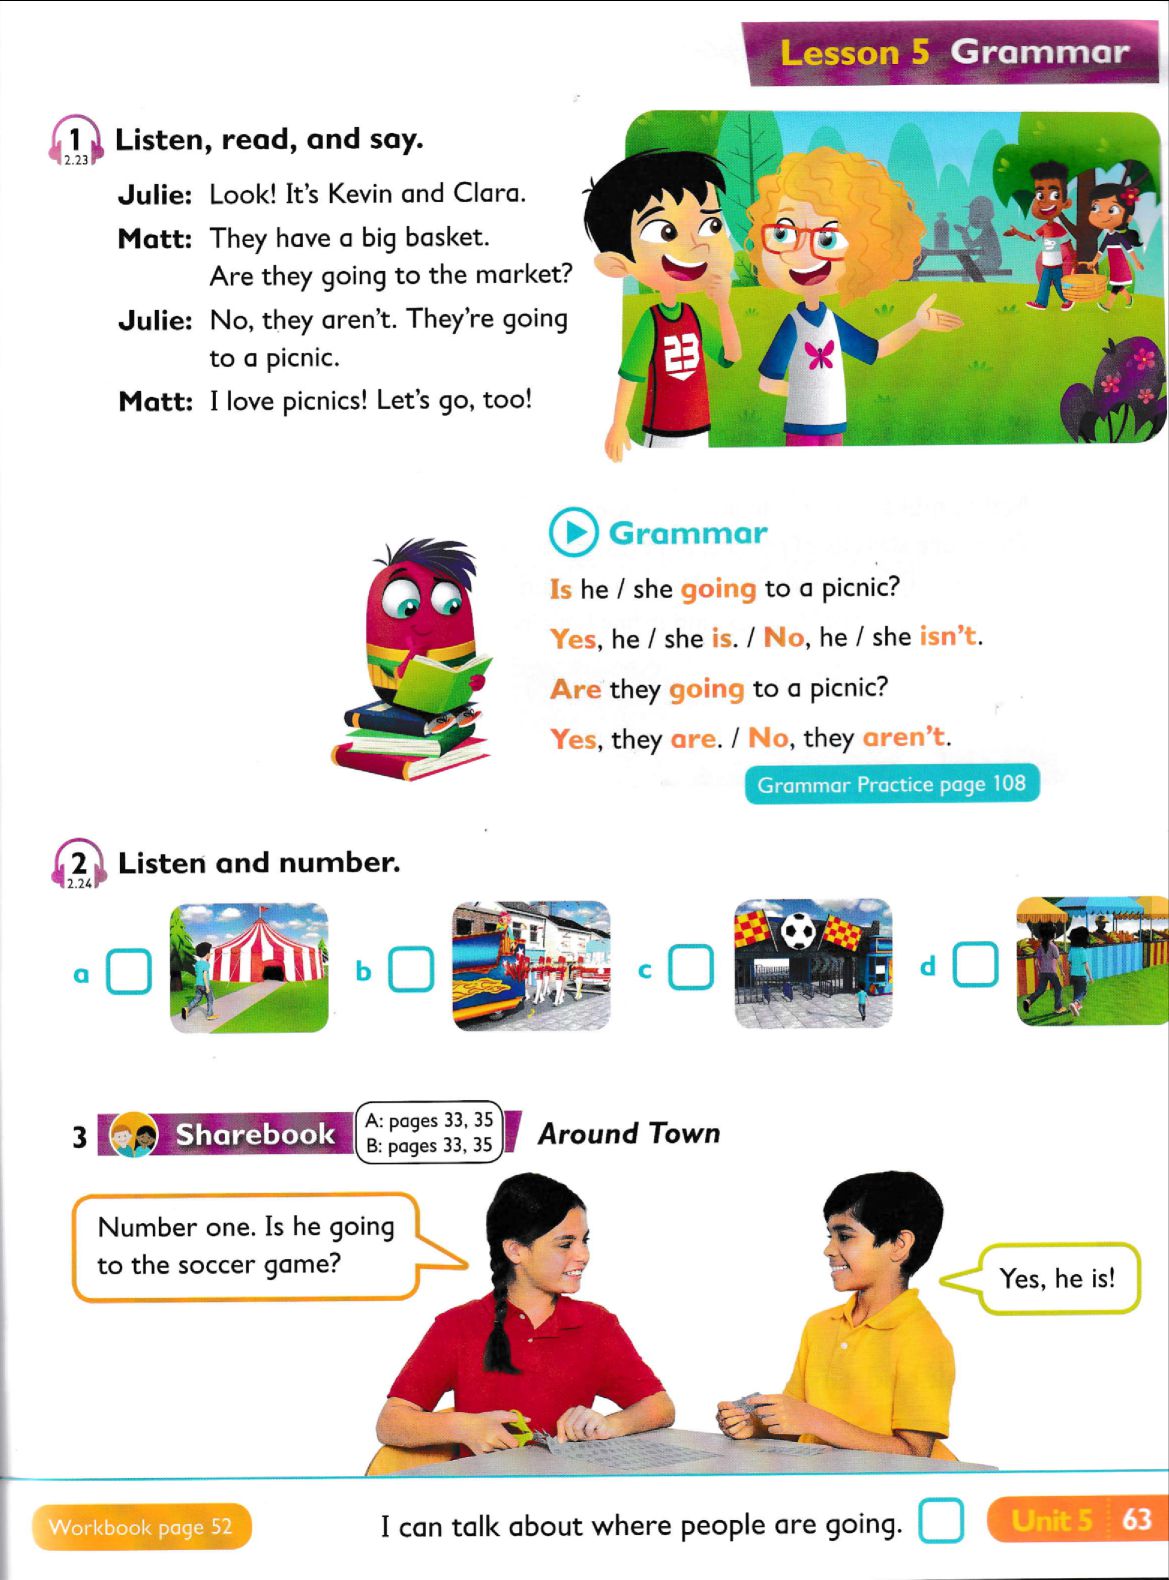 Lesson 5 Grammar
1 Listen, read, and say.
2.23
Julie: Look! It's Kevin and Clara.
Matt: They have a big basket.
Are they going to the market?
Julie: No, they aren't. They're going
to a picnic.
Matt: I love picnics! Let's go, too!
23
Grammar
Is he / she going to a picnic?
Yes, he / she is. / No, he / she isn't.
Are they going to a picnic?
Yes, they are. / No, they aren't.
Grammar Practice page 108
2 Listen and number.
2.24
a
b
c
d
3 Sharebook
A: pages 33, 35
B: pages 33, 35
Around Town
Number one. Is he going
to the soccer game?
Yes, he is!
Workbook page 52
I can talk about where people are going.
Unit 5 63